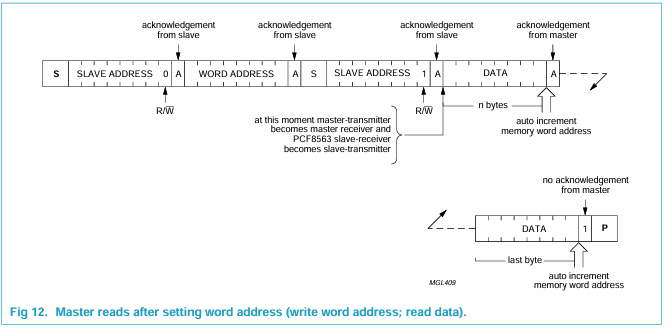 acknowledgement
from slave
acknowledgement
from slave
acknowledgement
from slave
acknowledgement
from master
S SLAVE ADDRESS 0 A WORD ADDRESS A S SLAVE ADDRESS 1 A DATA A
R/W̅
R/W̅
n bytes
at this moment master-transmitter
becomes master receiver and
PCF8563 slave-receiver
becomes slave-transmitter
auto increment
memory word address
no acknowledgement
from master
DATA 1 P
last byte
auto increment
memory word address
MGL409
Fig 12. Master reads after setting word address (write word address; read data).